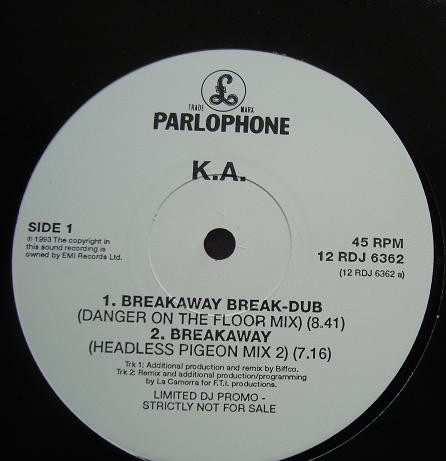 TRADE MARX
PARLOPHONE
K.A.
SIDE 1
℗ 1993 The copyright in
this sound recording is
owned by EMI Records Ltd.
45 RPM
12 RDJ 6362
(12 RDJ 6362 a)
1. BREAKAWAY BREAK-DUB
(DANGER ON THE FLOOR MIX) (8.41)
2. BREAKAWAY
(HEADLESS PIGEON MIX 2) (7.16)
Trk 1: Additional production and remix by Biffco.
Trk 2: Remix and additional production/programming
by La Camorra for F.T.I. productions.
LIMITED DJ PROMO -
STRICTLY NOT FOR SALE